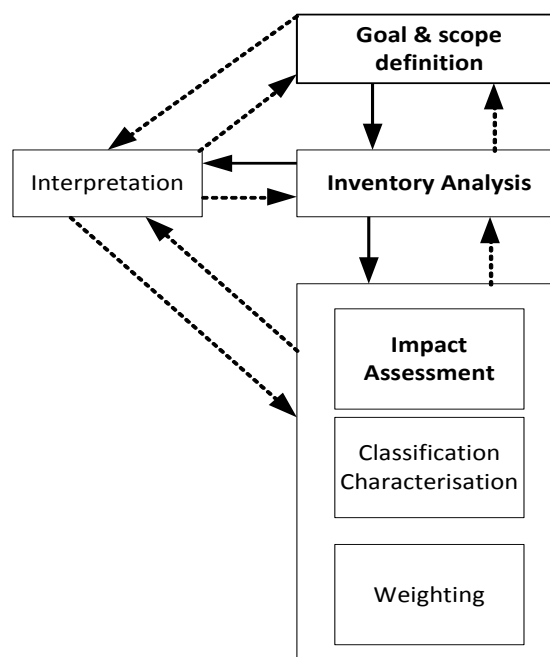 Goal & scope
definition
Interpretation
Inventory Analysis
Impact
Assessment
Classification
Characterisation
Weighting